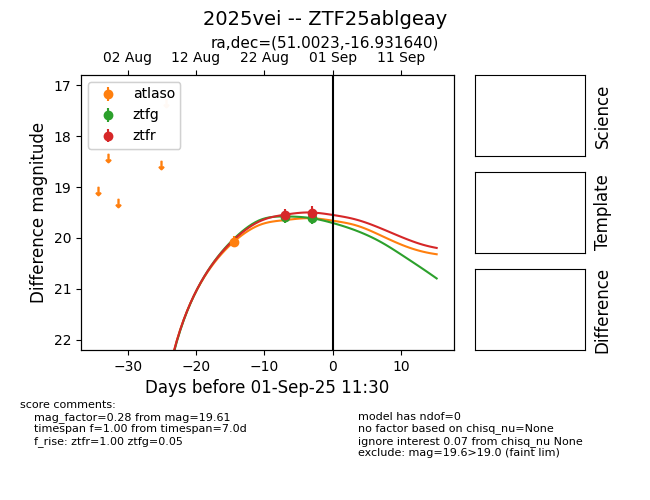 2025vei -- ZTF25ablgeay
ra,dec=(51.0023,-16.931640)
02 Aug 12 Aug 22 Aug 01 Sep 11 Sep
17
18
19
20
21
22
Difference magnitude
atlaso
ztfg
ztfr
−30 −20 −10 0 10
Days before 01-Sep-25 11:30
Science
Template
Difference
score comments:
mag_factor=0.28 from mag=19.61
timespan f=1.00 from timespan=7.0d
f_rise: ztfr=1.00 ztfg=0.05
model has ndof=0
no factor based on chisq_nu=None
ignore interest 0.07 from chisq_nu None
exclude: mag=19.6>19.0 (faint lim)